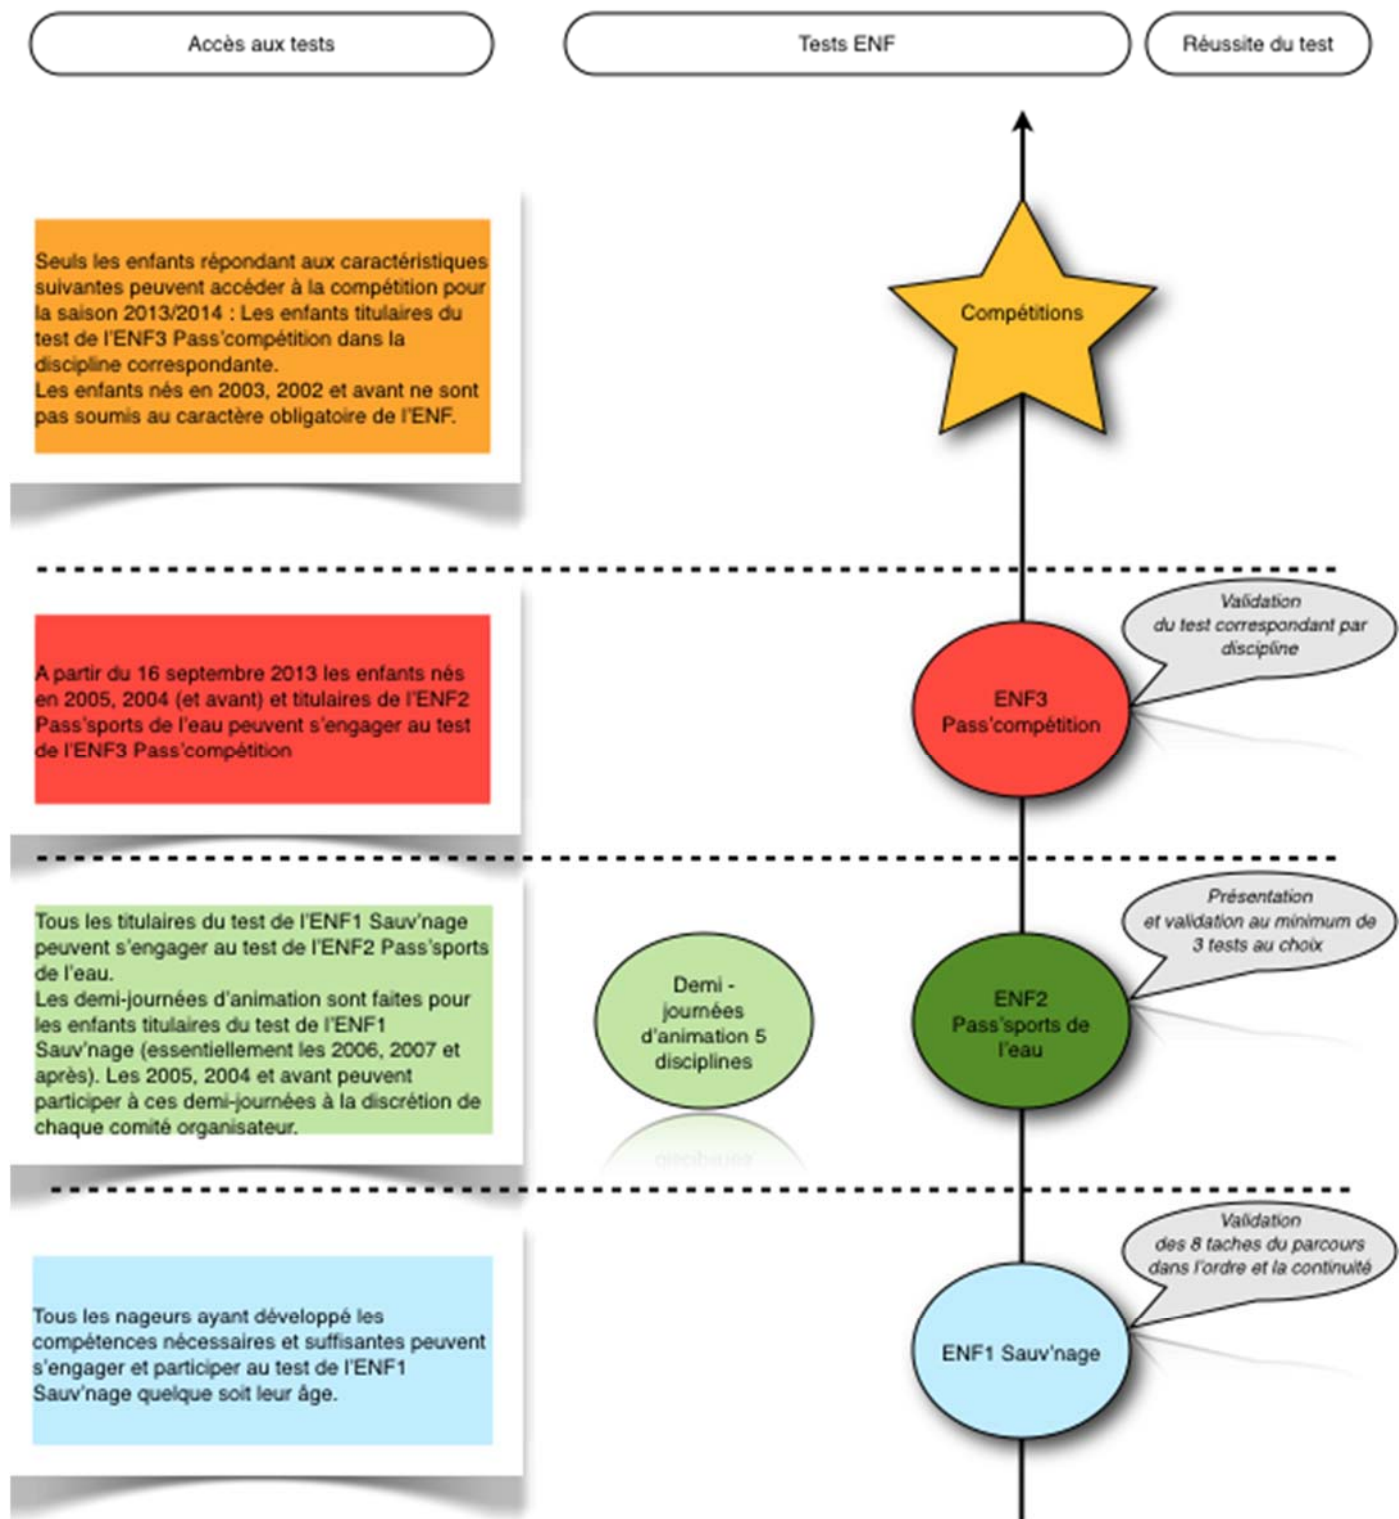 Accès aux tests
Tests ENF
Réussite du test
Seuls les enfants répondant aux caractéristiques
suivantes peuvent accéder à la compétition pour
la saison 2013/2014 : Les enfants titulaires du
test de l'ENF3 Pass'compétition dans la
discipline correspondante.
Les enfants nés en 2003, 2002 et avant ne sont
pas soumis au caractère obligatoire de l'ENF.
Compétitions
A partir du 16 septembre 2013 les enfants nés
en 2005, 2004 (et avant) et titulaires de l'ENF2
Pass'sports de l'eau peuvent s'engager au test
de l'ENF3 Pass'compétition
ENF3
Pass'compétition
Validation
du test correspondant par
discipline
Tous les titulaires du test de l'ENF1 Sauv'nage
peuvent s'engager au test de l'ENF2 Pass'sports
de l'eau.
Les demi-journées d'animation sont faites pour
les enfants titulaires du test de l'ENF1
Sauv'nage (essentiellement les 2006, 2007 et
après). Les 2005, 2004 et avant peuvent
participer à ces demi-journées à la discrétion de
chaque comité organisateur.
Demi -
journées
d'animation 5
disciplines
ENF2
Pass'sports de
l'eau
Présentation
et validation au minimum de
3 tests au choix
Tous les nageurs ayant développé les
compétences nécessaires et suffisantes peuvent
s'engager et participer au test de l'ENF1
Sauv'nage quelque soit leur âge.
ENF1 Sauv'nage
Validation
des 8 taches du parcours
dans l'ordre et la continuité